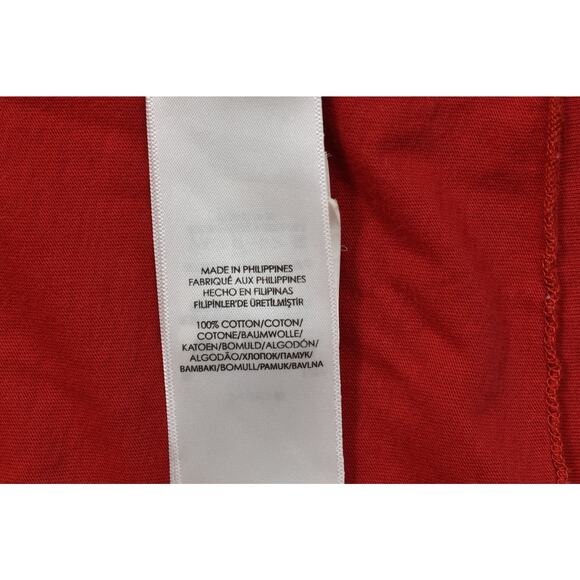 MADE IN PHILIPPINES
FABRIQUÉ AUX PHILIPPINES
HECHO EN FILIPINAS
FİLİPİNLER'DE ÜRETİLMİŞTİR
100% COTTON/COTON/
COTONE/BAUMWOLLE/
KATOEN/BOMULD/ALGODÓN/
ALGODÃO/ХЛОПОК/ПАМУК/
BAMBAKI/BOMULL/PAMUK/BAVLNA